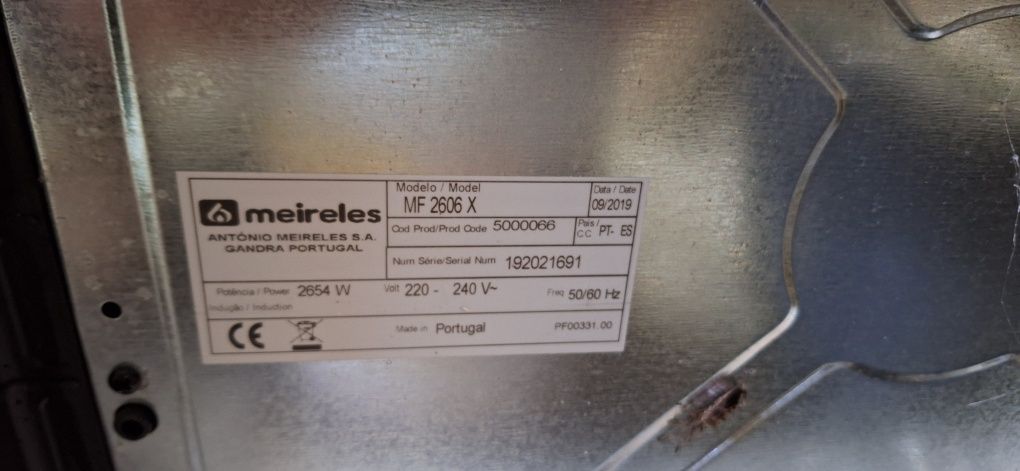 meireles
ANTÓNIO MEIRELES S.A.
GANDRA PORTUGAL
Modelo / Model
MF 2606 X
Data / Date
09/2019
Cod Prod/Prod Code 5000066
País / C.C PT- ES
Num Série/Serial Num 192021691
Potência / Power 2654 W Volt 220 - 240 V~ Freq 50/60 Hz
Indução / Induction
CE Made in Portugal PF00331.00